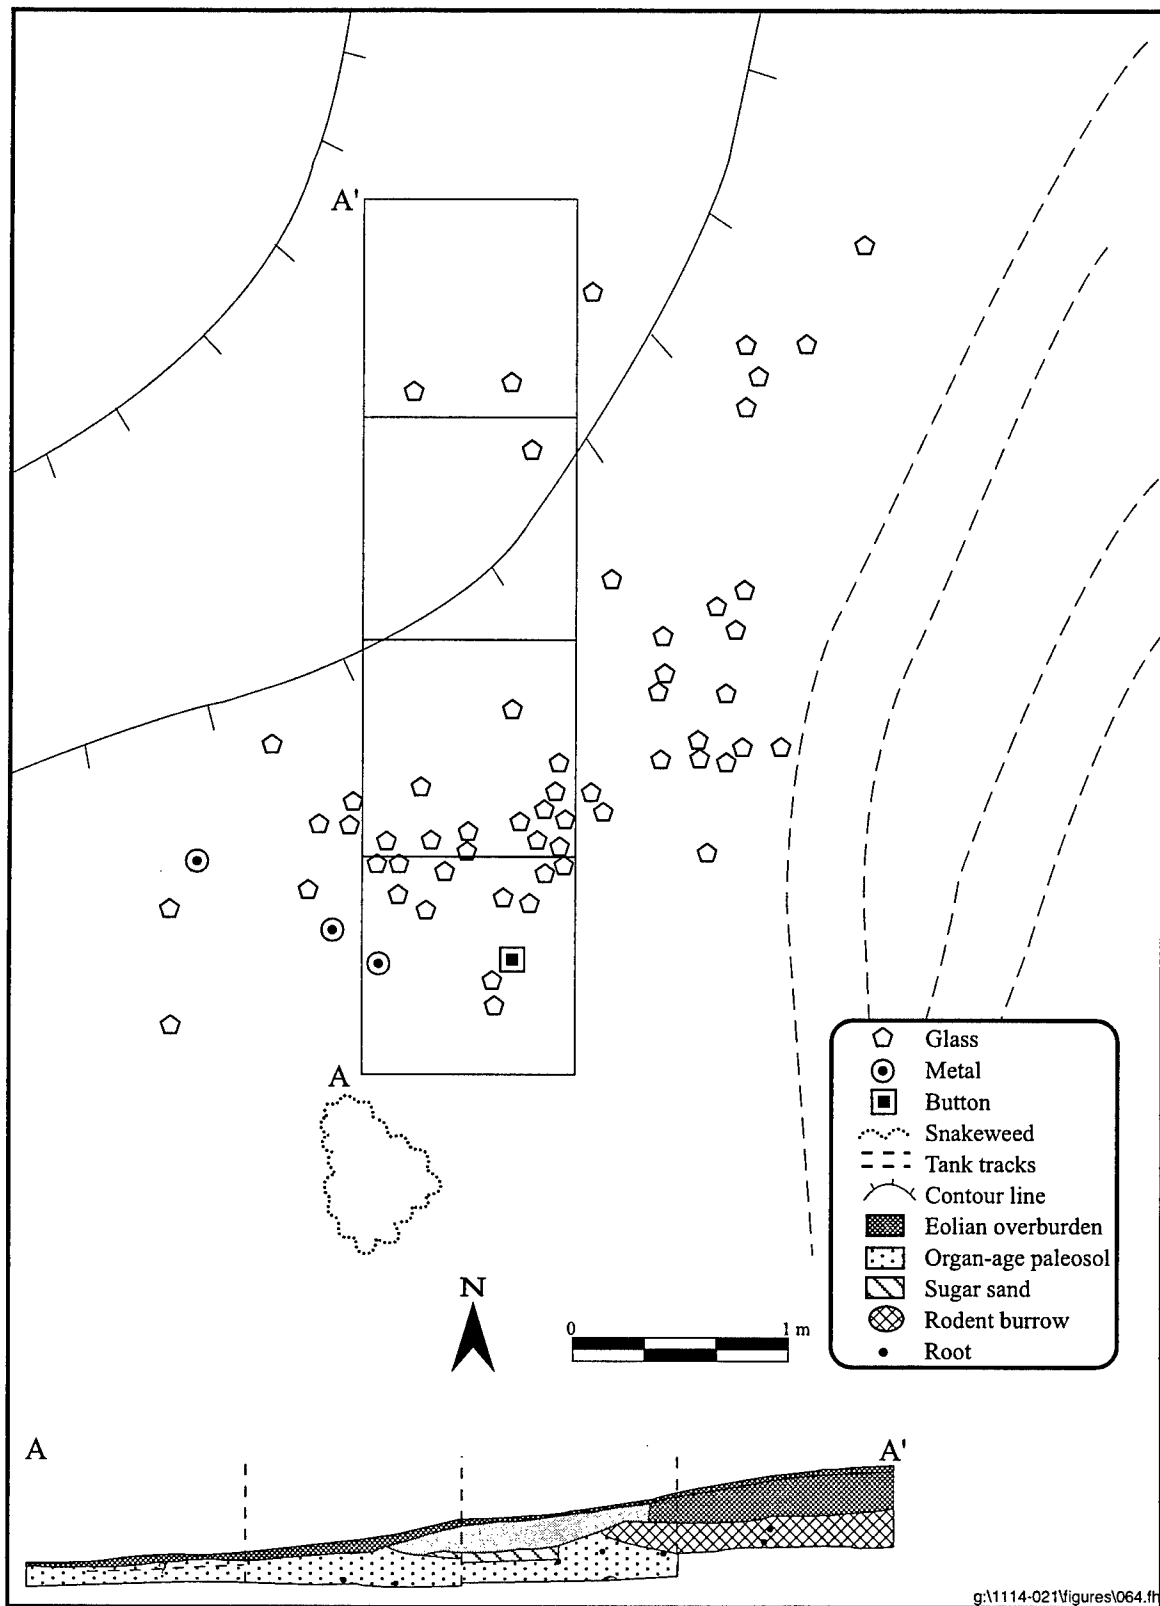 A'
A
Glass
Metal
Button
Snakeweed
Tank tracks
Contour line
Eolian overburden
Organ-age paleosol
Sugar sand
Rodent burrow
Root
N
0 1 m
A A'
g:\1114-021\figures\064.fh